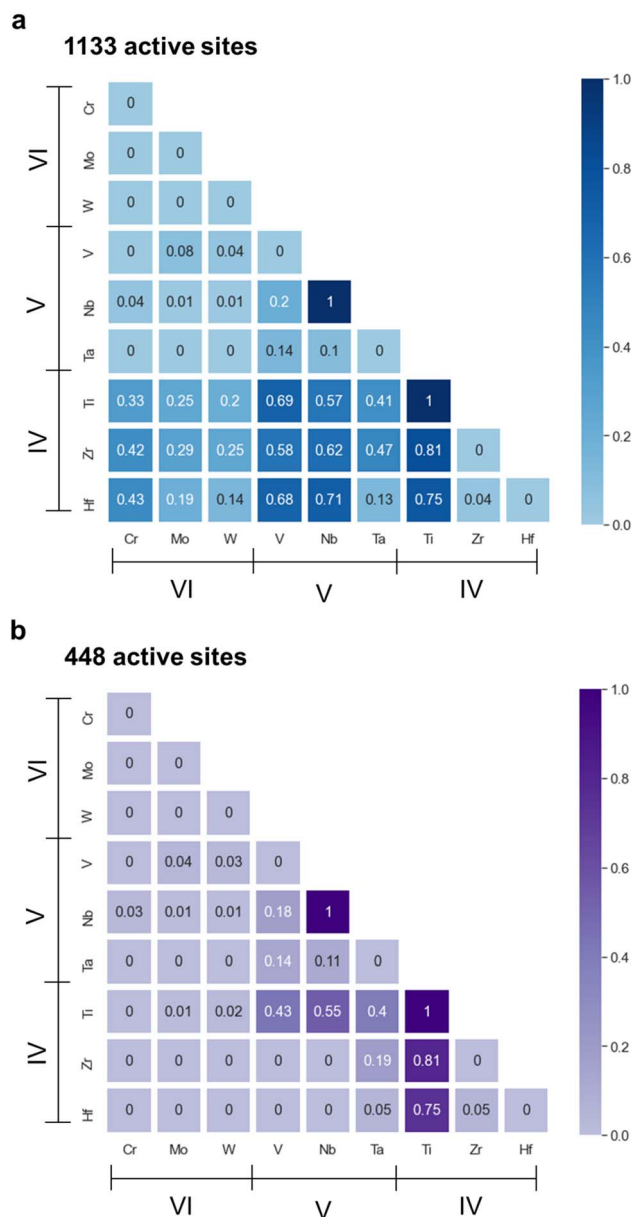 a
1133 active sites
VI
V
IV
Cr 0
Mo 0 0
W 0 0 0
V 0 0.08 0.04 0
Nb 0.04 0.01 0.01 0.2 1
Ta 0 0 0 0.14 0.1 0
Ti 0.33 0.25 0.2 0.69 0.57 0.41 1
Zr 0.42 0.29 0.25 0.58 0.62 0.47 0.81 0
Hf 0.43 0.19 0.14 0.68 0.71 0.13 0.75 0.04 0
Cr Mo W V Nb Ta Ti Zr Hf
VI V IV
1.0
0.8
0.6
0.4
0.2
0.0
b
448 active sites
VI
V
IV
Cr 0
Mo 0 0
W 0 0 0
V 0 0.04 0.03 0
Nb 0.03 0.01 0.01 0.18 1
Ta 0 0 0 0.14 0.11 0
Ti 0 0.01 0.02 0.43 0.55 0.4 1
Zr 0 0 0 0 0 0.19 0.81 0
Hf 0 0 0 0 0 0.05 0.75 0.05 0
Cr Mo W V Nb Ta Ti Zr Hf
VI V IV
1.0
0.8
0.6
0.4
0.2
0.0